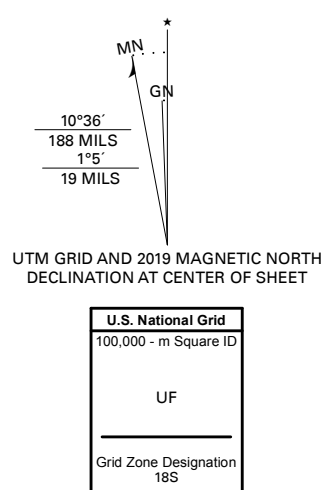 ★
MN
GN
10°36´
188 MILS
1°5´
19 MILS
UTM GRID AND 2019 MAGNETIC NORTH
DECLINATION AT CENTER OF SHEET
U.S. National Grid
100,000 - m Square ID
UF
Grid Zone Designation
18S